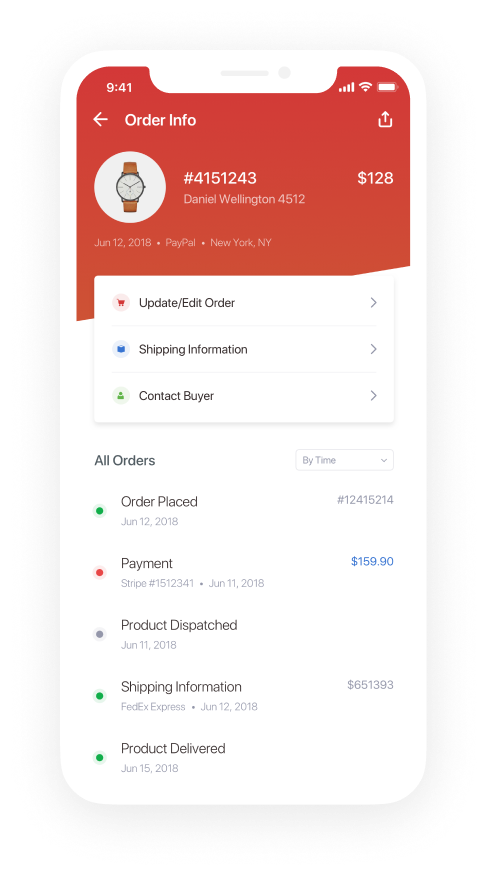 9:41
Order Info
#4151243 $128
Daniel Wellington 4512
Jun 12, 2018 • PayPal • New York, NY
Update/Edit Order
Shipping Information
Contact Buyer
All Orders By Time
Order Placed #12415214
Jun 12, 2018
Payment $159.90
Stripe #1512341 • Jun 11, 2018
Product Dispatched
Jun 11, 2018
Shipping Information $651393
FedEx Express • Jun 12, 2018
Product Delivered
Jun 15, 2018